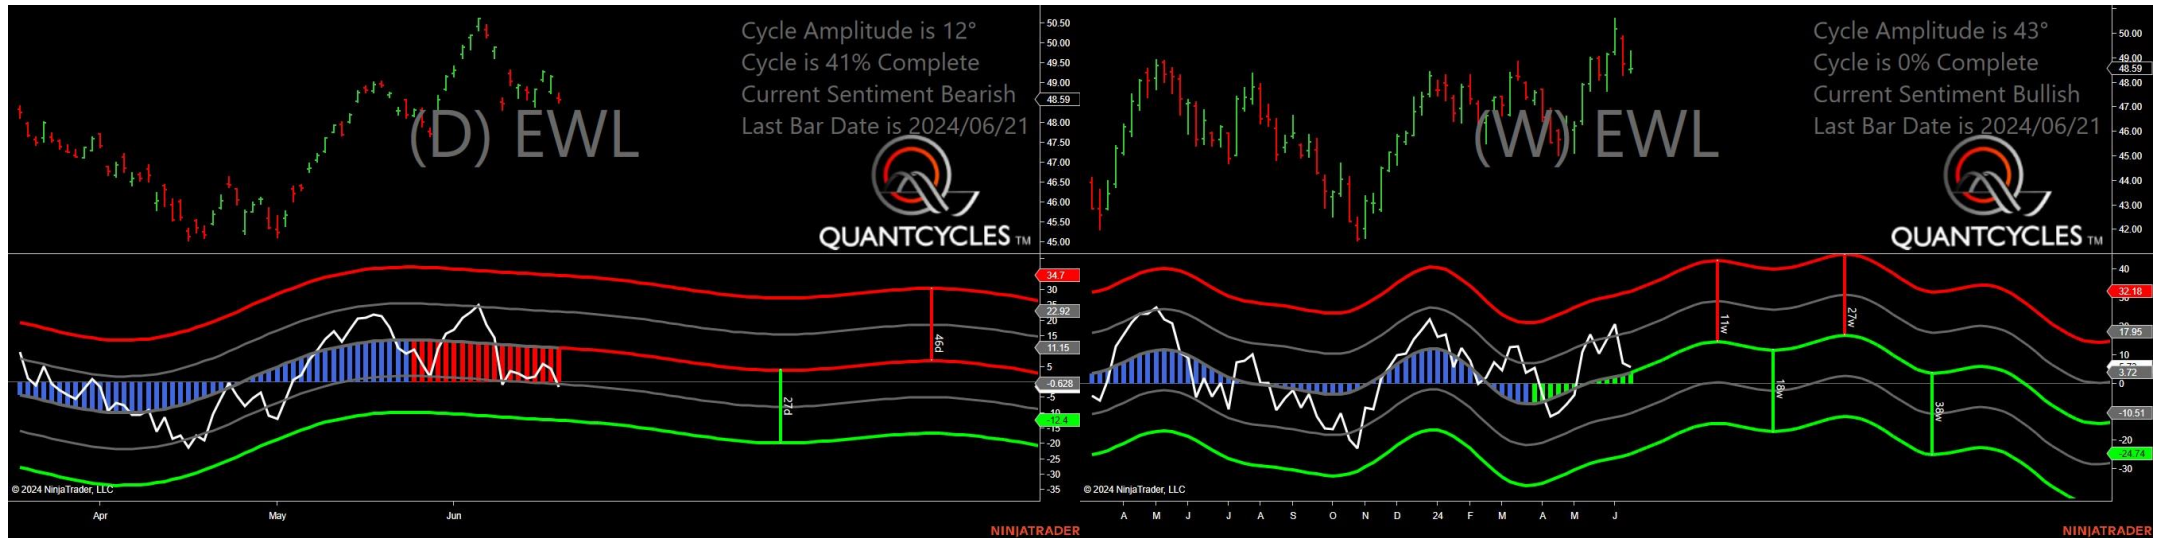 Cycle Amplitude is 12°
Cycle is 41% Complete
Current Sentiment Bearish
Last Bar Date is 2024/06/21
(D) EWL
QUANTCYCLES TM
50.50
50.00
49.50
49.00
48.59
48.00
47.50
47.00
46.50
46.00
45.50
45.00
34.7
30
22.92
20
15
11.15
5
-0.628
-5
-10
-12.4
-15
-20
-25
-30
-35
46d
27d
© 2024 NinjaTrader, LLC
Apr
May
Jun
NINJATRADER
Cycle Amplitude is 43°
Cycle is 0% Complete
Current Sentiment Bullish
Last Bar Date is 2024/06/21
(W) EWL
QUANTCYCLES TM
50.00
49.00
48.59
47.00
46.00
45.00
44.00
43.00
42.00
40
32.18
17.95
10
3.72
0
-10.51
-20
-24.74
-30
11w
27w
18w
38w
© 2024 NinjaTrader, LLC
A M J J A S O N D 24 F M A M J
NINJATRADER